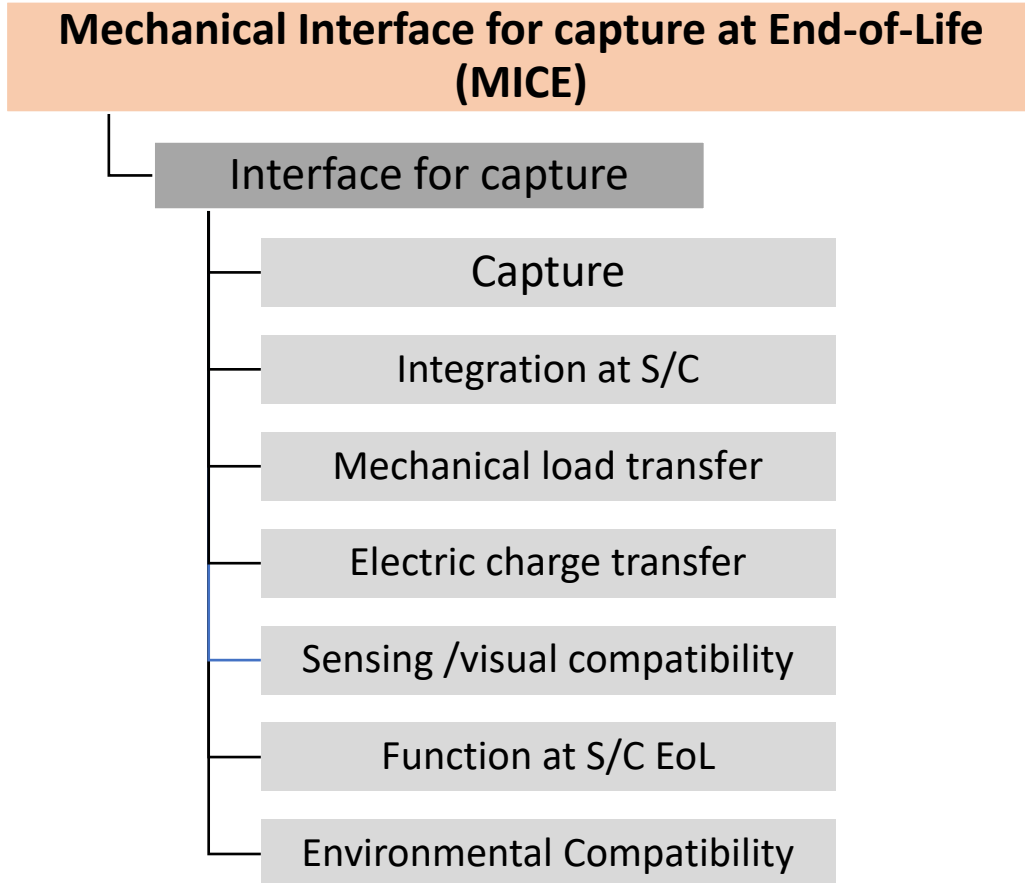 Mechanical Interface for capture at End-of-Life
(MICE)
Interface for capture
Capture
Integration at S/C
Mechanical load transfer
Electric charge transfer
Sensing /visual compatibility
Function at S/C EoL
Environmental Compatibility